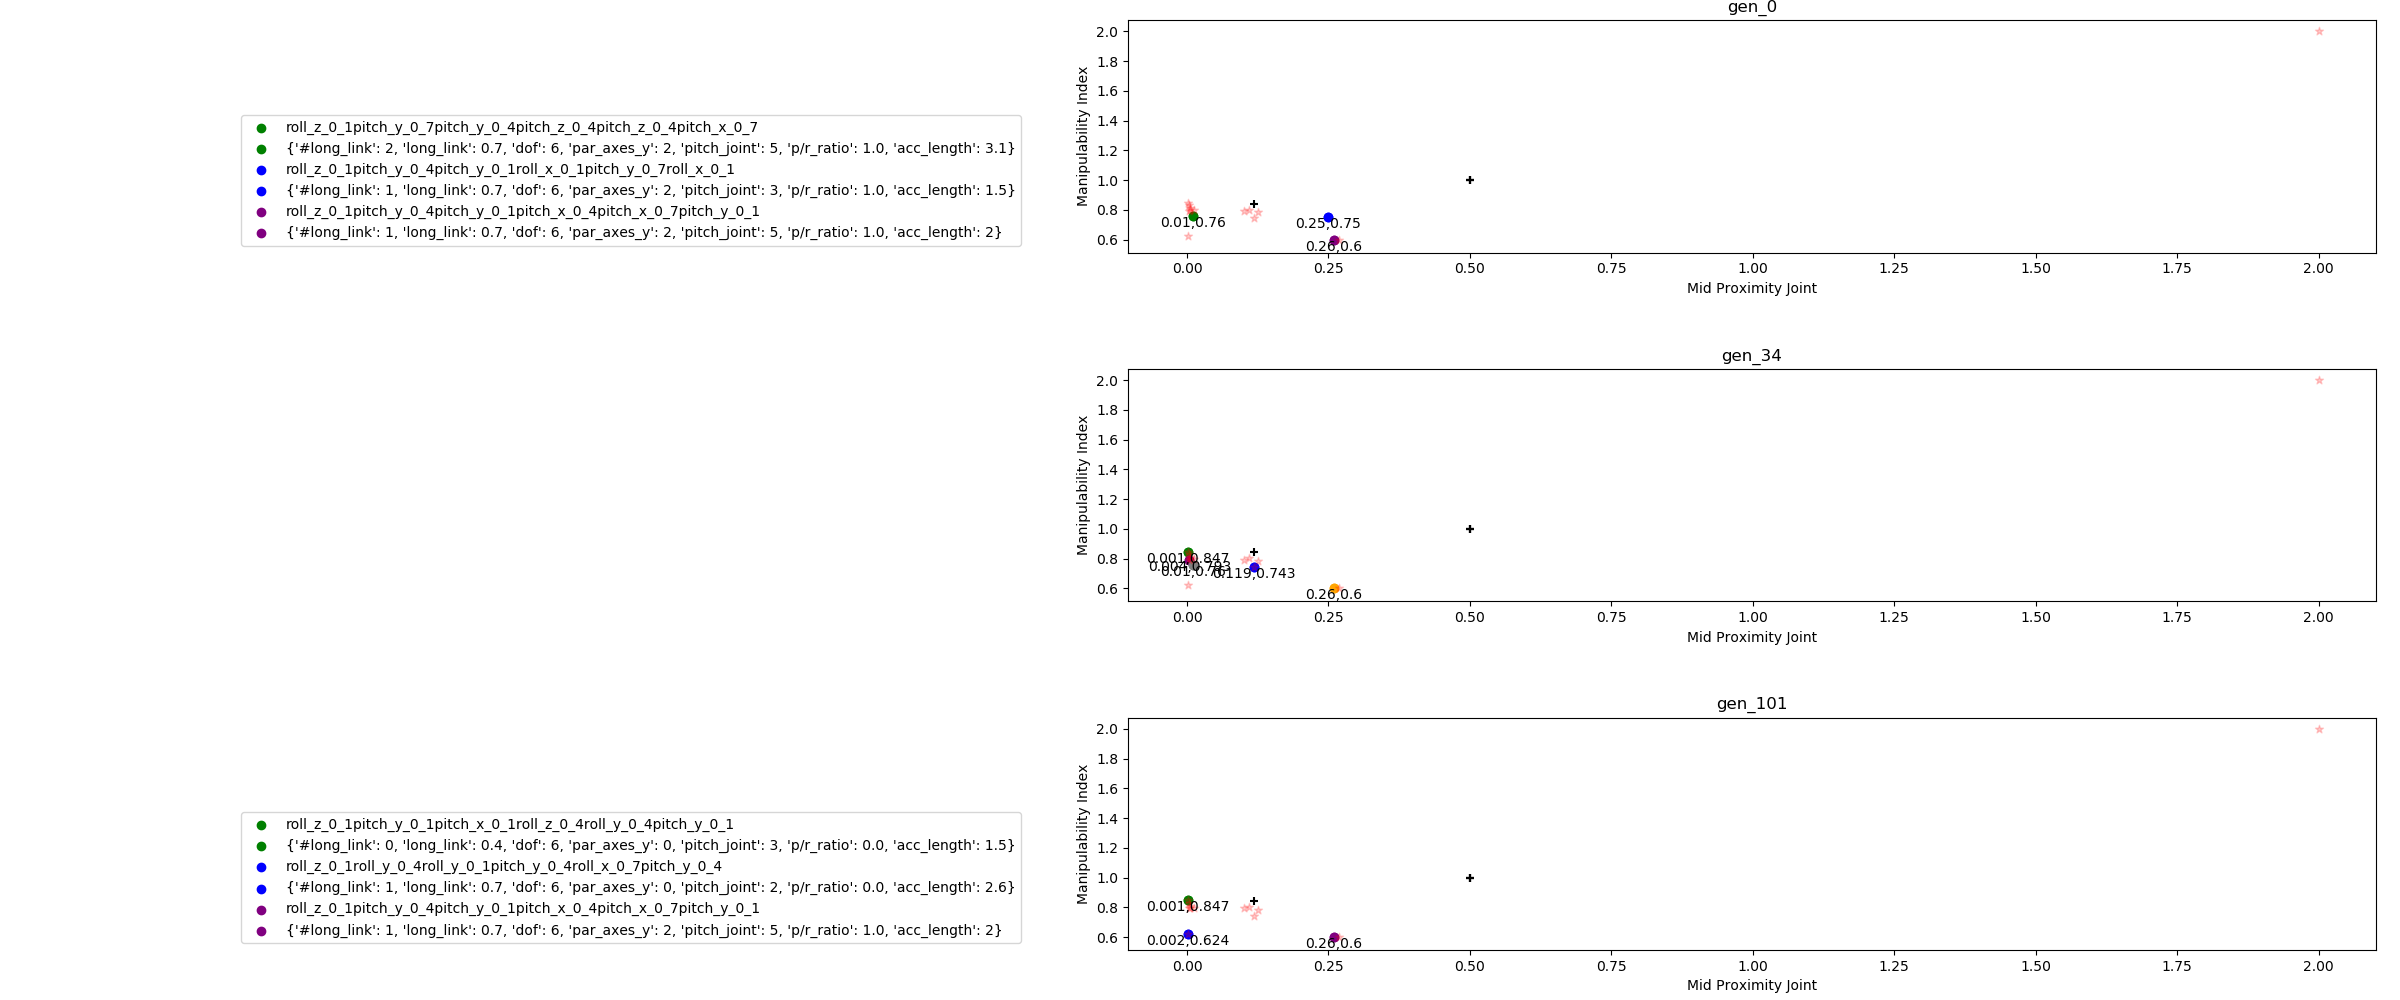 gen_0
roll_z_0_1pitch_y_0_7pitch_y_0_4pitch_z_0_4pitch_z_0_4pitch_x_0_7
{'#long_link': 2, 'long_link': 0.7, 'dof': 6, 'par_axes_y': 2, 'pitch_joint': 5, 'p/r_ratio': 1.0, 'acc_length': 3.1}
roll_z_0_1pitch_y_0_4pitch_y_0_1roll_x_0_1pitch_y_0_7roll_x_0_1
{'#long_link': 1, 'long_link': 0.7, 'dof': 6, 'par_axes_y': 2, 'pitch_joint': 3, 'p/r_ratio': 1.0, 'acc_length': 1.5}
roll_z_0_1pitch_y_0_4pitch_y_0_1pitch_x_0_4pitch_x_0_7pitch_y_0_1
{'#long_link': 1, 'long_link': 0.7, 'dof': 6, 'par_axes_y': 2, 'pitch_joint': 5, 'p/r_ratio': 1.0, 'acc_length': 2}
Manipulability Index
2.0
1.8
1.6
1.4
1.2
1.0
0.8
0.6
0.01,0.76
0.25,0.75
0.26,0.6
0.00 0.25 0.50 0.75 1.00 1.25 1.50 1.75 2.00
Mid Proximity Joint
gen_34
Manipulability Index
2.0
1.8
1.6
1.4
1.2
1.0
0.8
0.6
0.001,0.847
0.004,0.793
0.01,0.76
0.119,0.743
0.26,0.6
0.00 0.25 0.50 0.75 1.00 1.25 1.50 1.75 2.00
Mid Proximity Joint
gen_101
roll_z_0_1pitch_y_0_1pitch_x_0_1roll_z_0_4roll_y_0_4pitch_y_0_1
{'#long_link': 0, 'long_link': 0.4, 'dof': 6, 'par_axes_y': 0, 'pitch_joint': 3, 'p/r_ratio': 0.0, 'acc_length': 1.5}
roll_z_0_1roll_y_0_4roll_y_0_1pitch_y_0_4roll_x_0_7pitch_y_0_4
{'#long_link': 1, 'long_link': 0.7, 'dof': 6, 'par_axes_y': 0, 'pitch_joint': 2, 'p/r_ratio': 0.0, 'acc_length': 2.6}
roll_z_0_1pitch_y_0_4pitch_y_0_1pitch_x_0_4pitch_x_0_7pitch_y_0_1
{'#long_link': 1, 'long_link': 0.7, 'dof': 6, 'par_axes_y': 2, 'pitch_joint': 5, 'p/r_ratio': 1.0, 'acc_length': 2}
Manipulability Index
2.0
1.8
1.6
1.4
1.2
1.0
0.8
0.6
0.001,0.847
0.002,0.624
0.26,0.6
0.00 0.25 0.50 0.75 1.00 1.25 1.50 1.75 2.00
Mid Proximity Joint